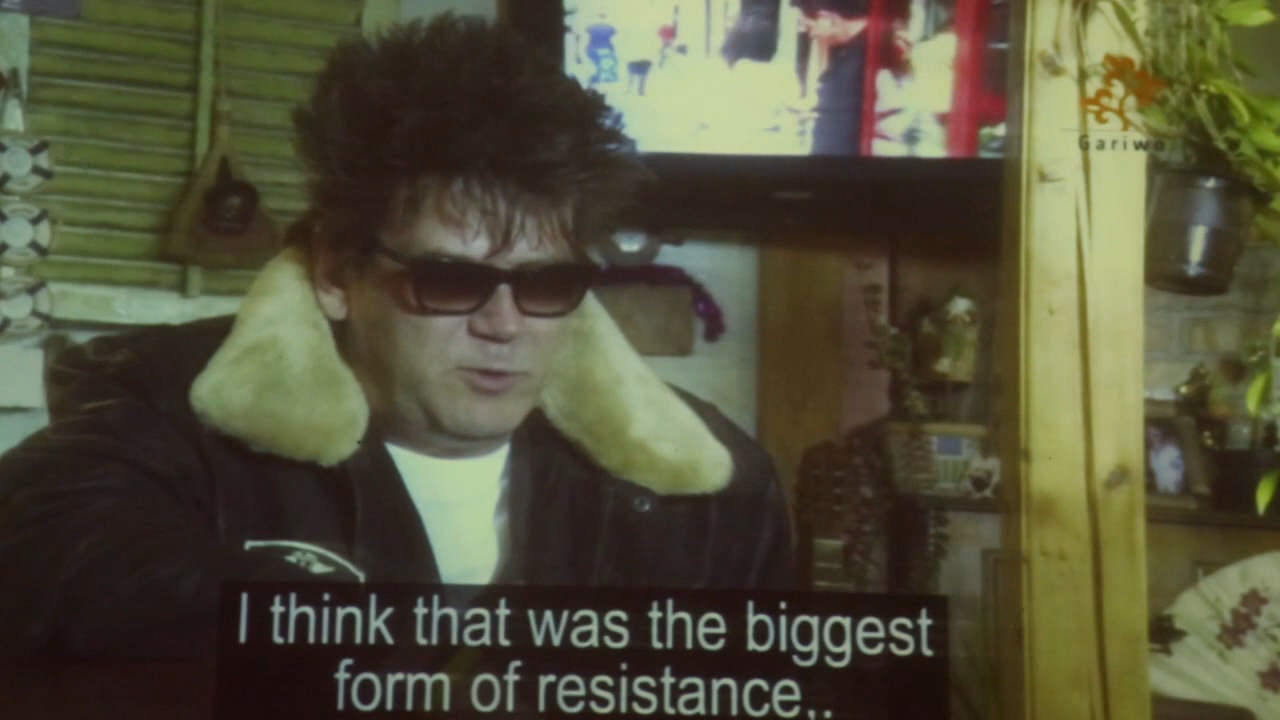 Gariwo
I think that was the biggest
form of resistance,.